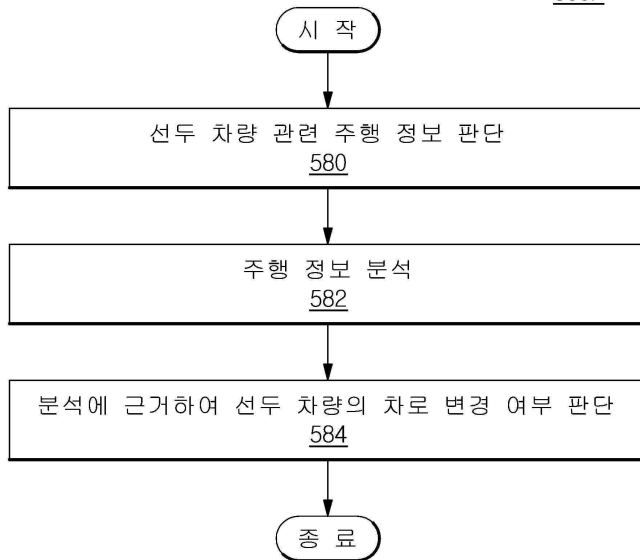 시 작
선두 차량 관련 주행 정보 판단
580
주행 정보 분석
582
분석에 근거하여 선두 차량의 차로 변경 여부 판단
584
종 료